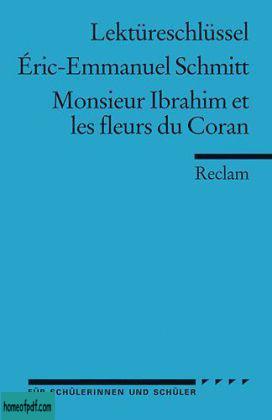 Lektüreschlüssel
Éric-Emmanuel Schmitt
Monsieur Ibrahim et
les fleurs du Coran
Reclam
FÜR SCHÜLERINNEN UND SCHÜLER
homeofpdf.com